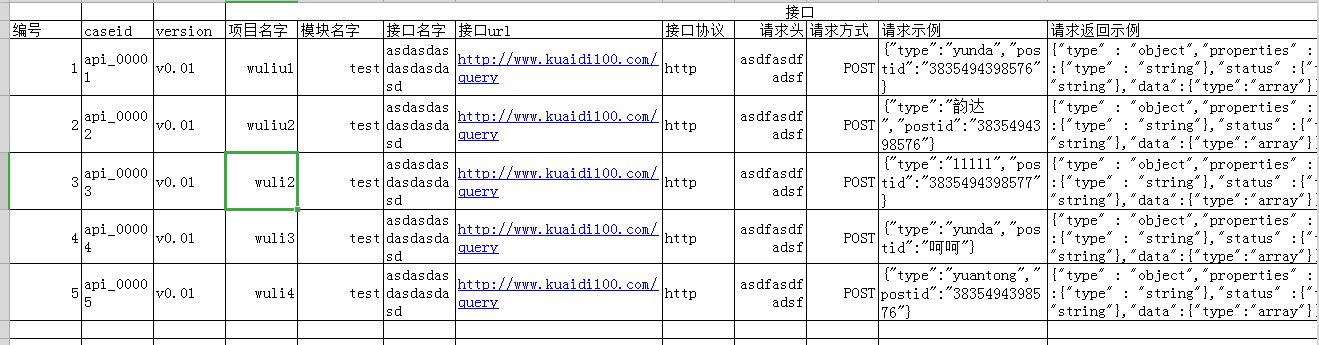 接口
编号 caseid version 项目名字 模块名字 接口名字 接口url 接口协议 请求头 请求方式 请求示例 请求返回示例
1 api_00001 v0.01 wuliu1 test asdasdasdasdasdasd http://www.kuaidi100.com/query http asdfasdfadsf POST {"type":"yunda","postid":"3835494398576"} {"type" : "object","properties" : :{"type" : "string"},"status" :{" string"},"data":{"type":"array"}
2 api_00002 v0.01 wuliu2 test asdasdasdasdasdasd http://www.kuaidi100.com/query http asdfasdfadsf POST {"type":"韵达","postid":"3835494398576"} {"type" : "object","properties" : :{"type" : "string"},"status" :{" string"},"data":{"type":"array"}
3 api_00003 v0.01 wuli2 test asdasdasdasdasdasd http://www.kuaidi100.com/query http asdfasdfadsf POST {"type":"11111","postid":"3835494398577"} {"type" : "object","properties" : :{"type" : "string"},"status" :{" string"},"data":{"type":"array"}
4 api_00004 v0.01 wuli3 test asdasdasdasdasdasd http://www.kuaidi100.com/query http asdfasdfadsf POST {"type":"yunda","postid":"呵呵"} {"type" : "object","properties" : :{"type" : "string"},"status" :{" string"},"data":{"type":"array"}
5 api_00005 v0.01 wuli4 test asdasdasdasdasdasd http://www.kuaidi100.com/query http asdfasdfadsf POST {"type":"yuantong","postid":"3835494398576"} {"type" : "object","properties" : :{"type" : "string"},"status" :{" string"},"data":{"type":"array"}